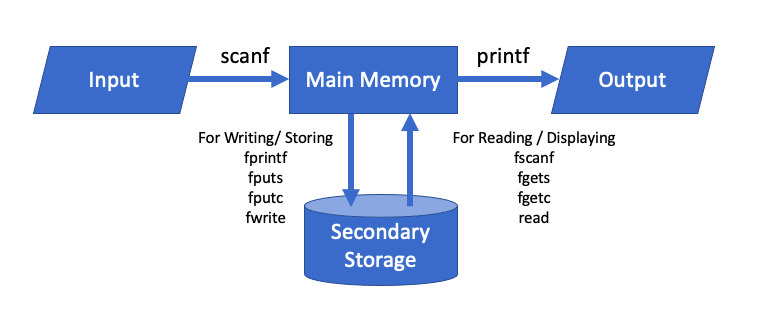 scanf
printf
Input
Main Memory
Output
For Writing/ Storing
fprintf
fputs
fputc
fwrite
For Reading / Displaying
fscanf
fgets
fgetc
read
Secondary
Storage